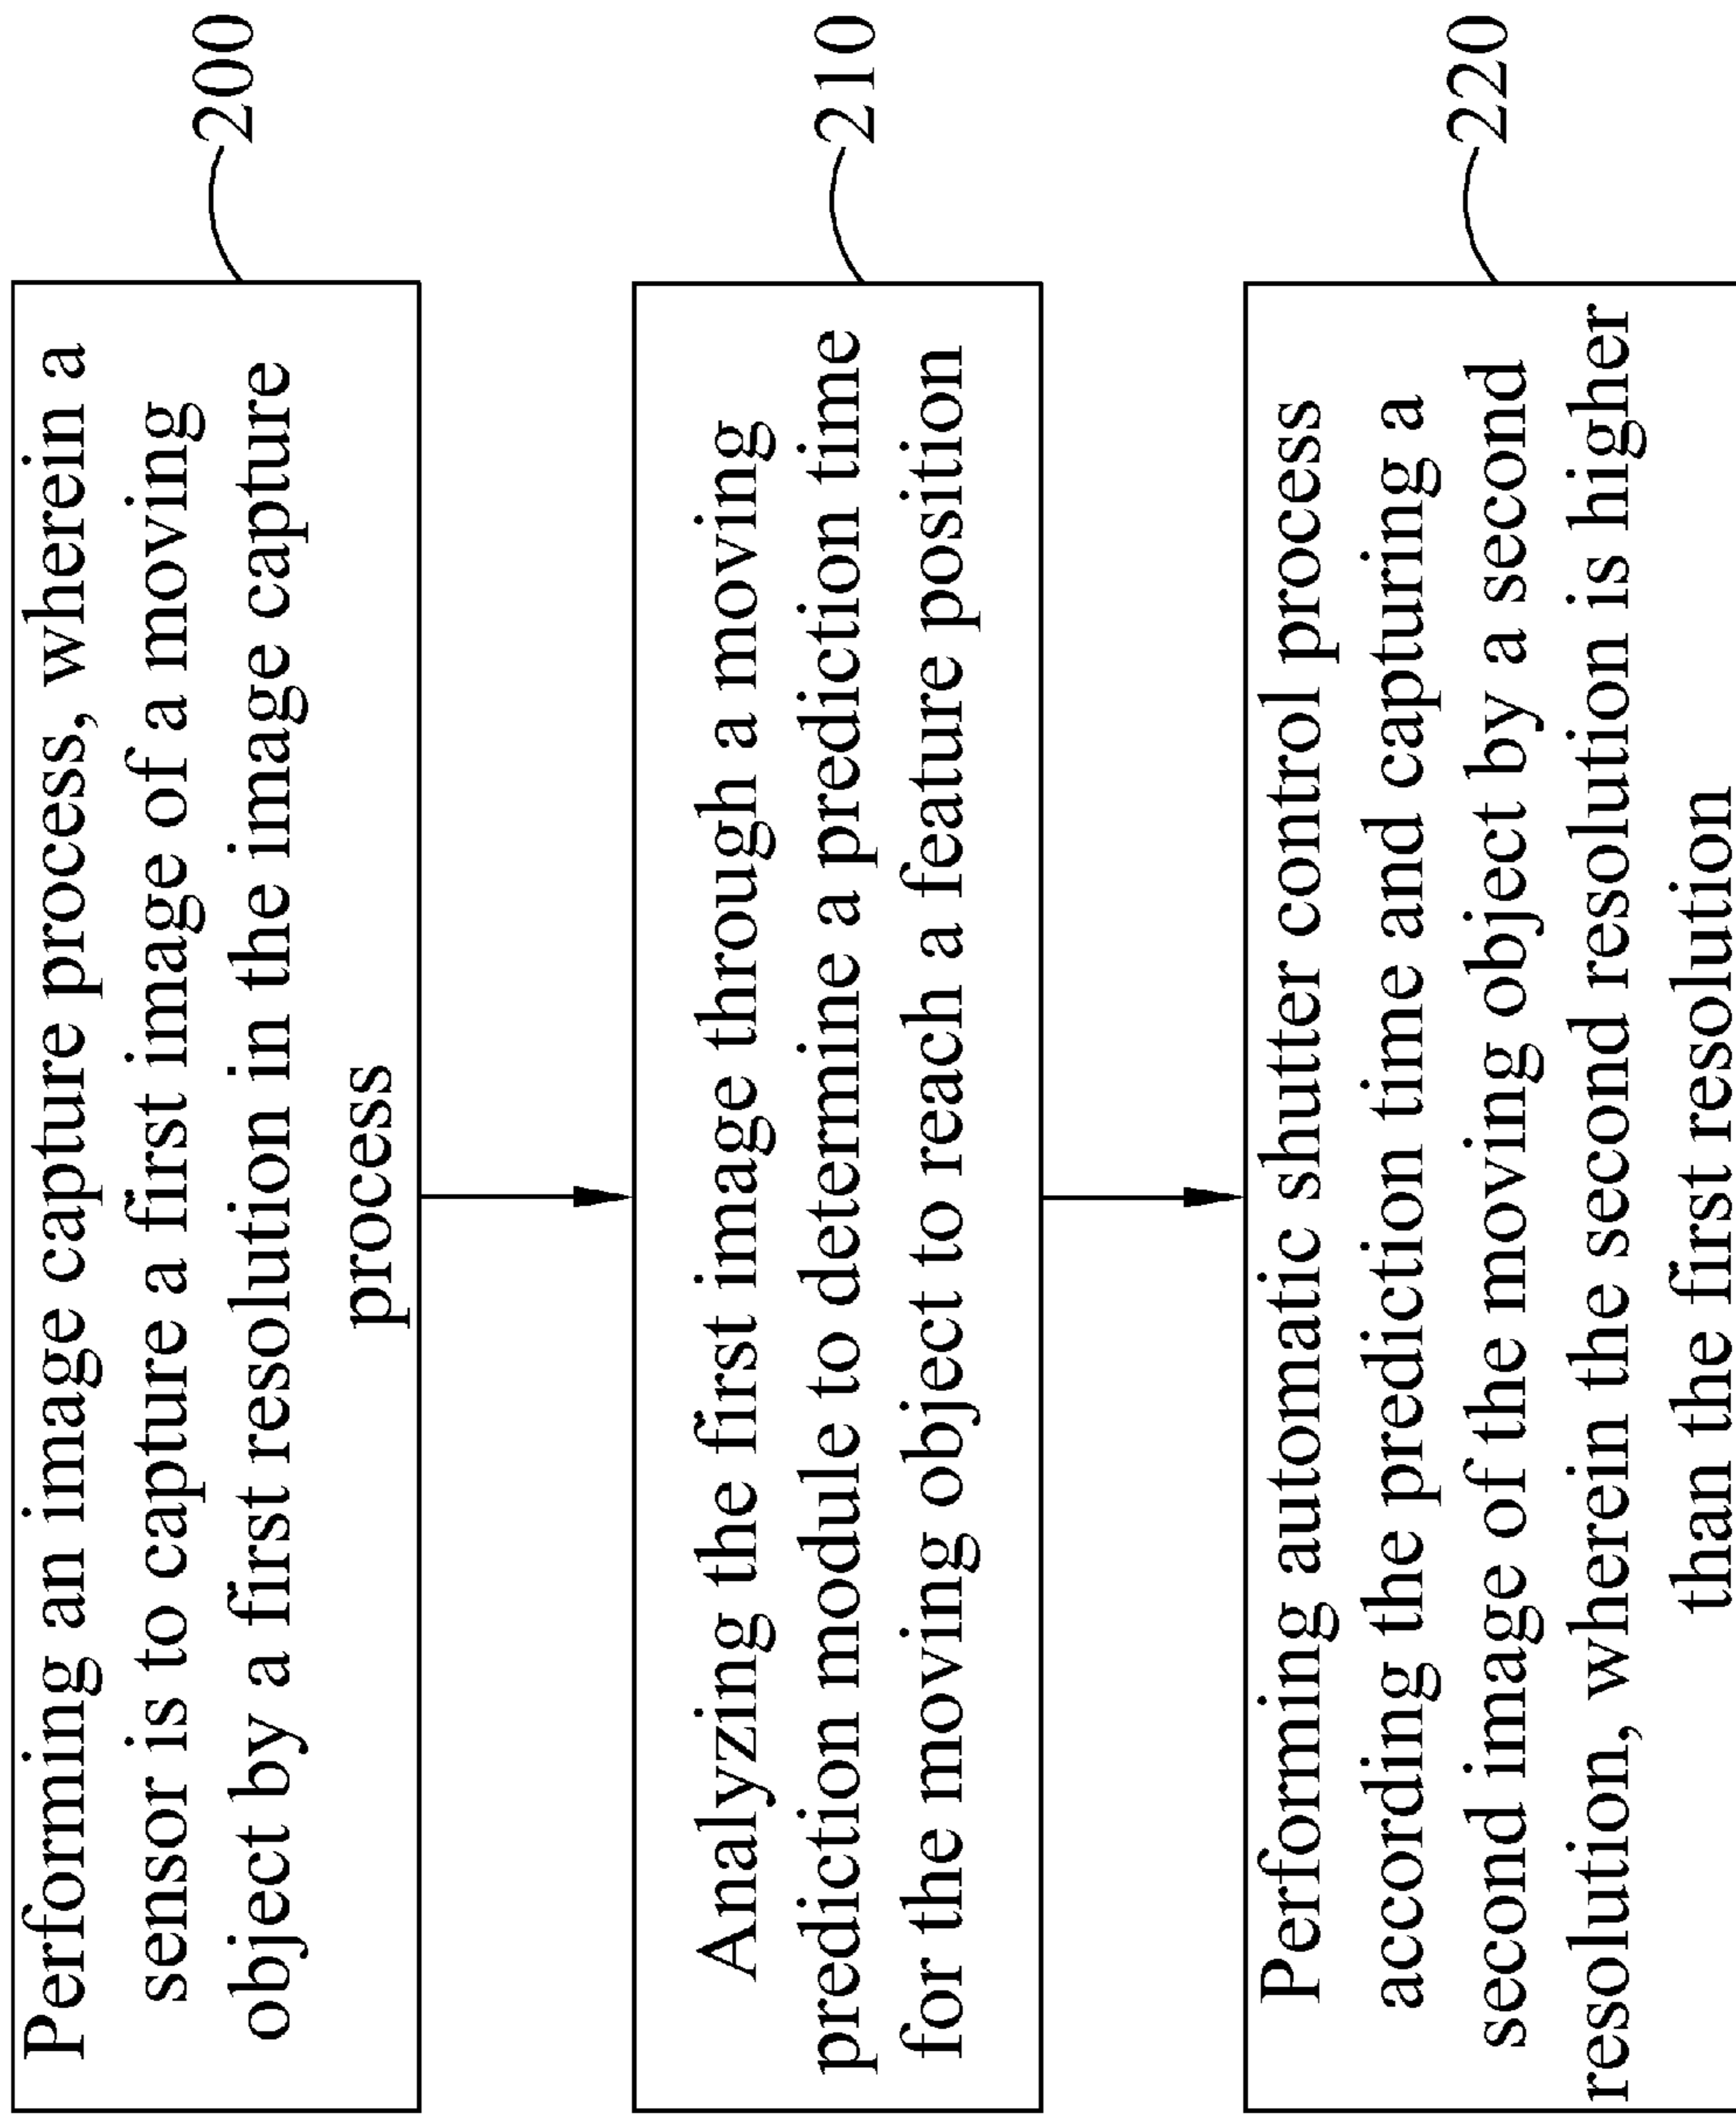 Performing an image capture process, wherein a
sensor is to capture a first image of a moving
object by a first resolution in the image capture
process
200
Analyzing the first image through a moving
prediction module to determine a prediction time
for the moving object to reach a feature position
210
Performing automatic shutter control process
according the prediction time and capturing a
second image of the moving object by a second
resolution, wherein the second resolution is higher
than the first resolution
220